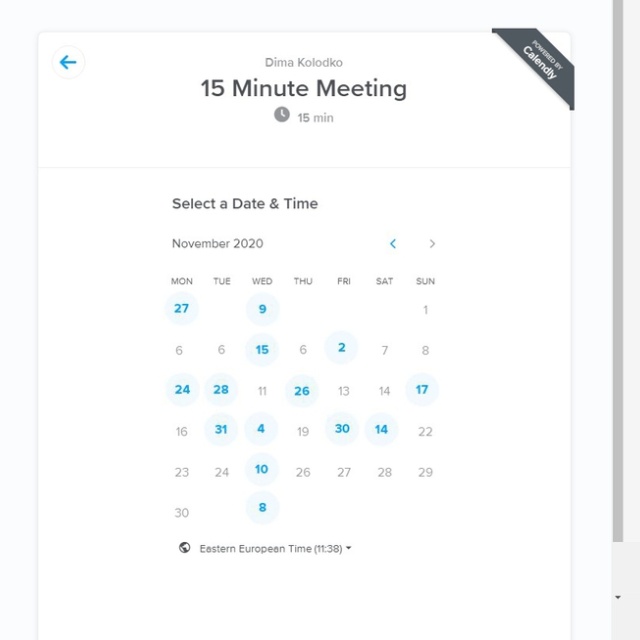 POWERED BY
Calendly
Dima Kolodko
15 Minute Meeting
15 min
Select a Date & Time
November 2020
MON TUE WED THU FRI SAT SUN
27 9 1
6 6 15 6 2 7 8
24 28 11 26 13 14 17
16 31 4 19 30 14 22
23 24 10 26 27 28 29
30 8
Eastern European Time (11:38)